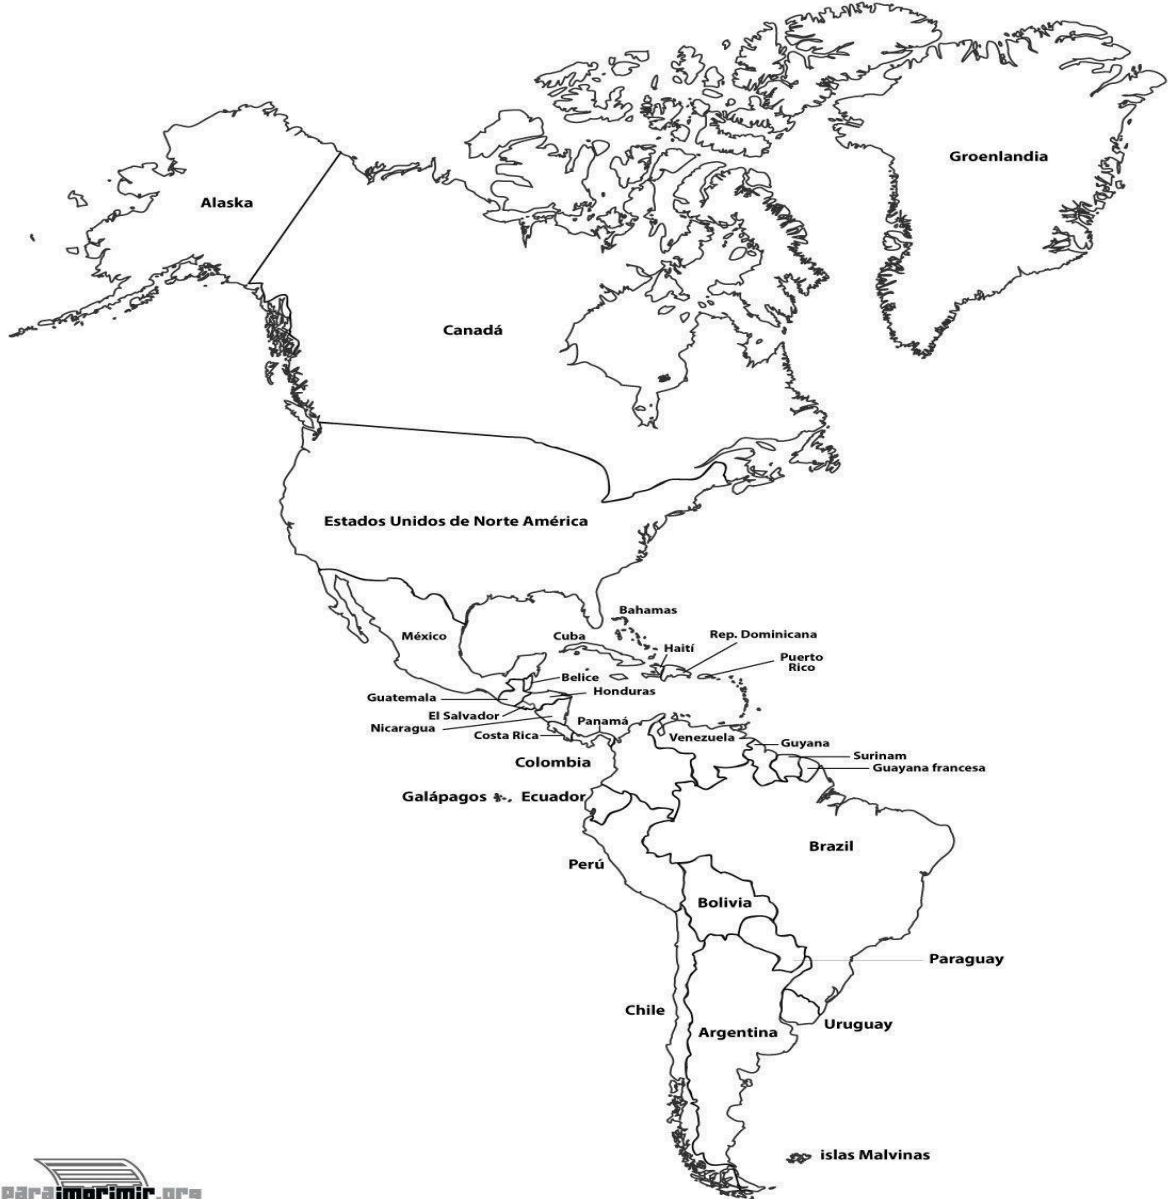 Groenlandia
Alaska
Canadá
Estados Unidos de Norte América
Bahamas
México
Cuba
Rep. Dominicana
Haití
Puerto
Rico
Belice
Guatemala
Honduras
El Salvador
Nicaragua
Panamá
Costa Rica
Venezuela
Guyana
Surinam
Guayana francesa
Colombia
Galápagos
Ecuador
Brazil
Perú
Bolivia
Paraguay
Chile
Uruguay
Argentina
islas Malvinas
paraimprimir.org